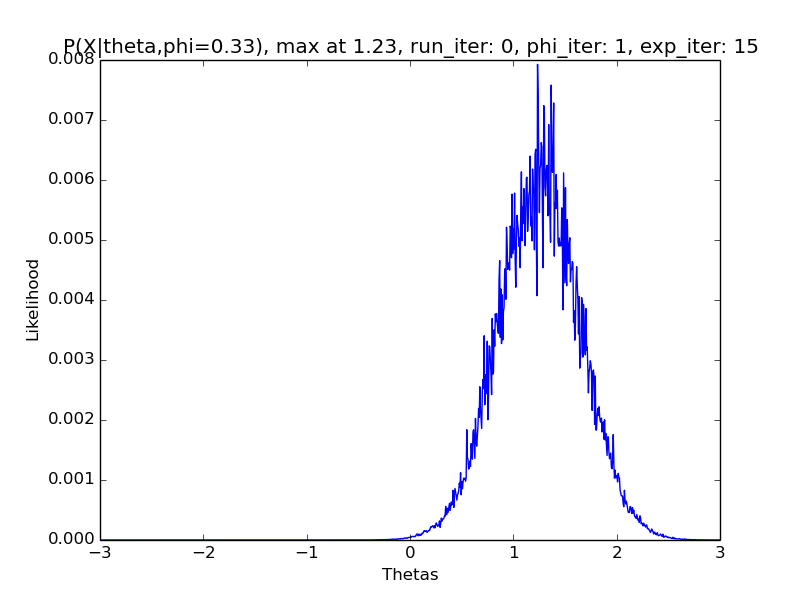 P(X|theta,phi=0.33), max at 1.23, run_iter: 0, phi_iter: 1, exp_iter: 15
0.008
0.007
0.006
0.005
0.004
0.003
0.002
0.001
0.000
Likelihood
−3 −2 −1 0 1 2 3
Thetas